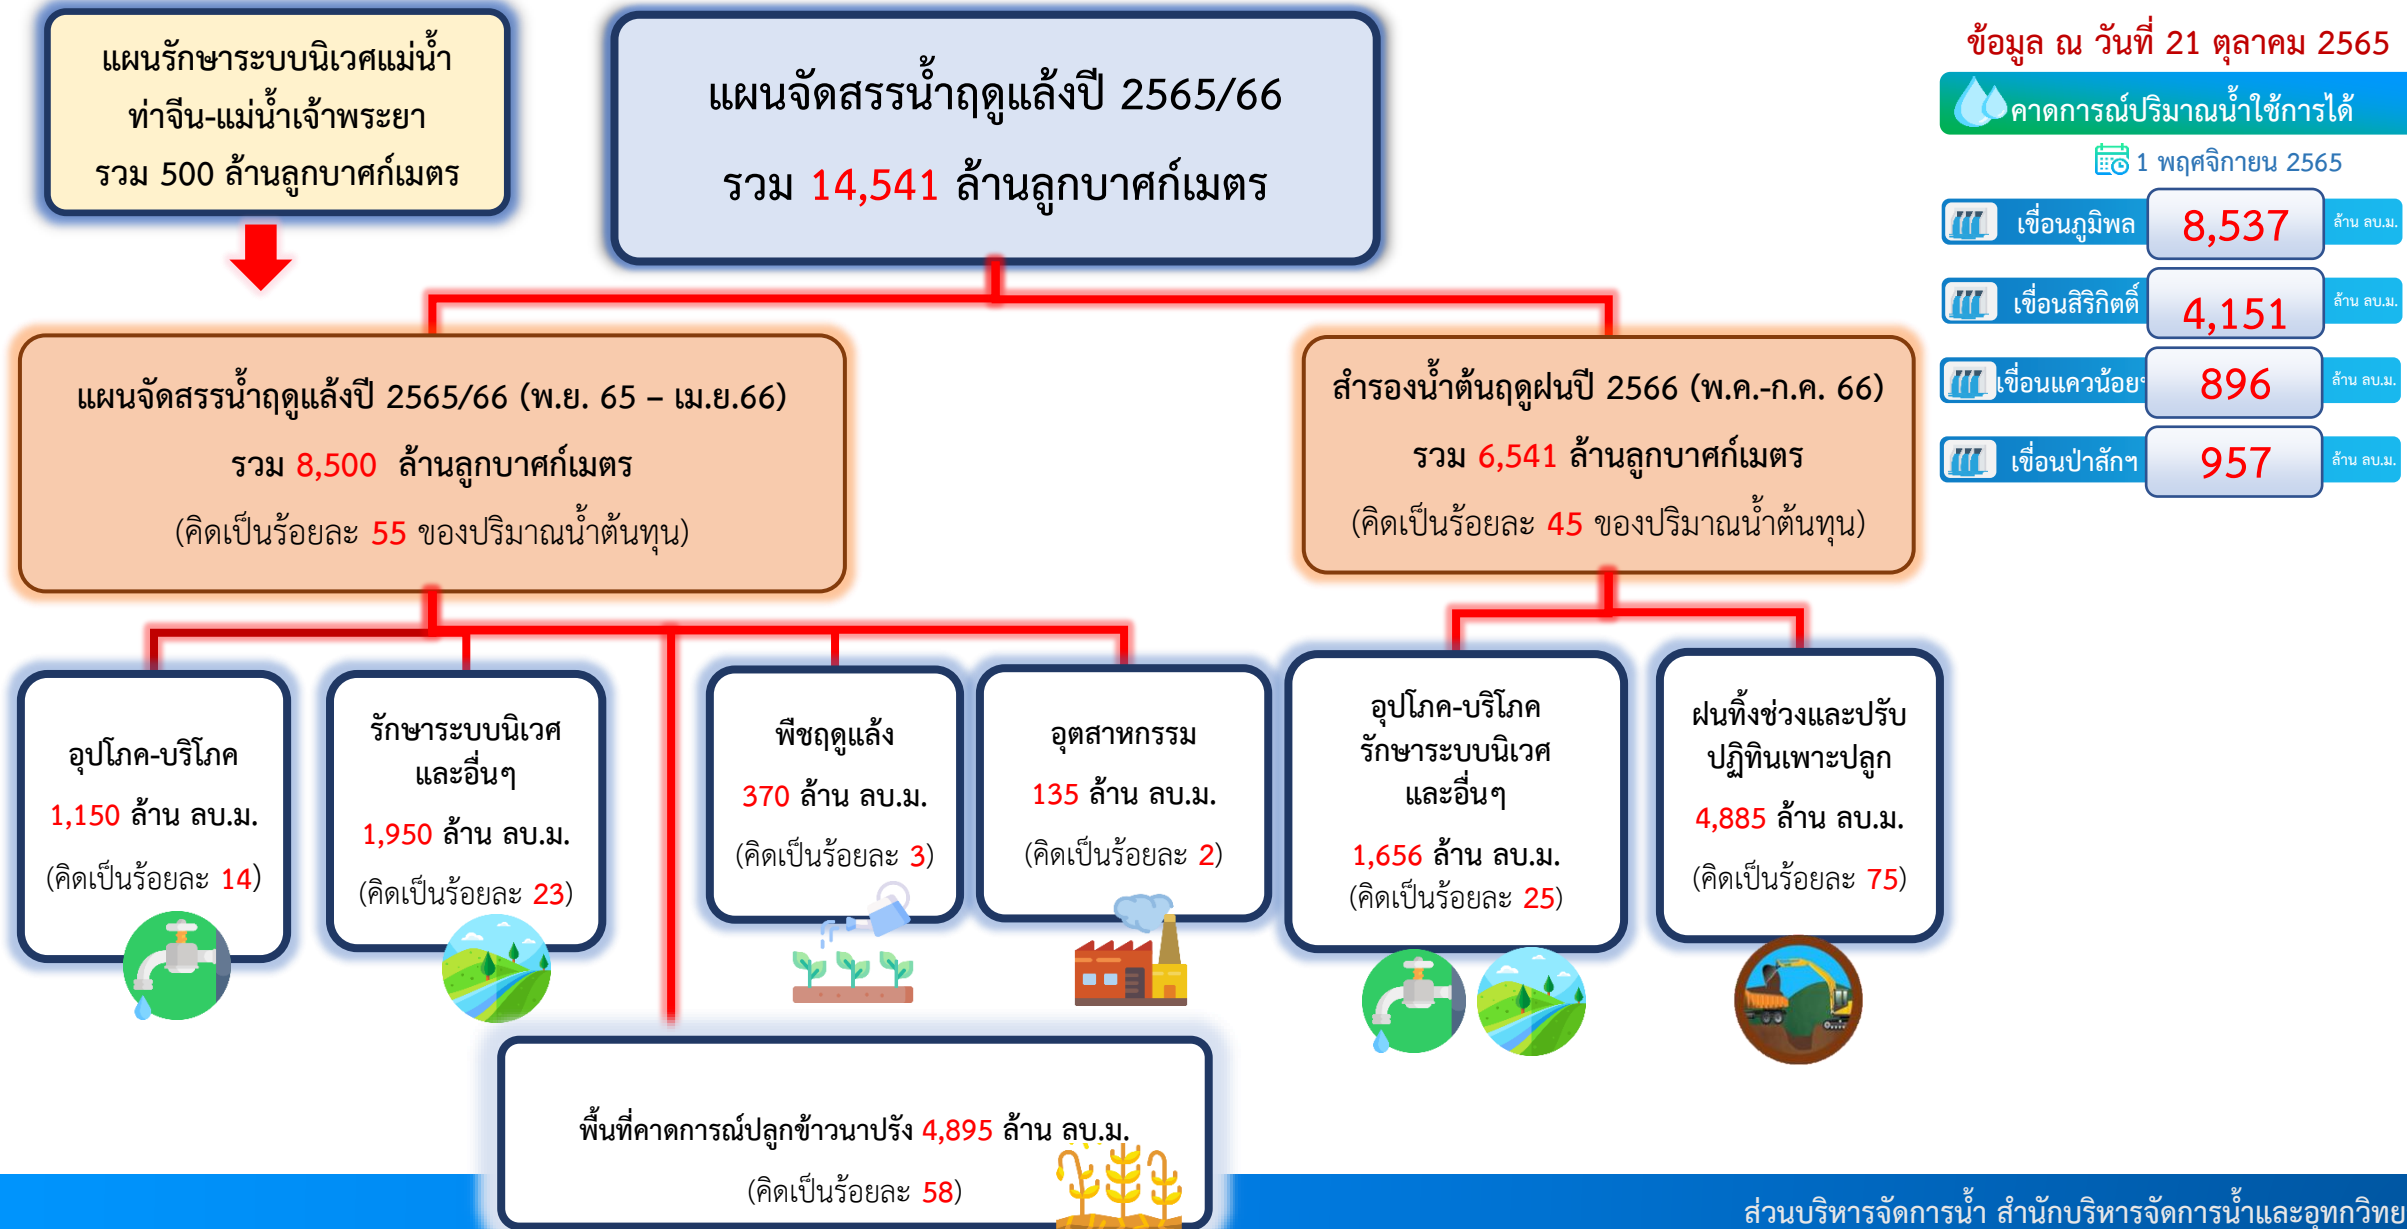 แผนรักษาระบบนิเวศแม่น้ำ
ท่าจีน-แม่น้ำเจ้าพระยา
รวม 500 ล้านลูกบาศก์เมตร
แผนจัดสรรน้ำฤดูแล้งปี 2565/66
รวม 14,541 ล้านลูกบาศก์เมตร
ข้อมูล ณ วันที่ 21 ตุลาคม 2565
คาดการณ์ปริมาณน้ำใช้การได้
1 พฤศจิกายน 2565
เขื่อนภูมิพล 8,537 ล้าน ลบ.ม.
เขื่อนสิริกิตติ์ 4,151 ล้าน ลบ.ม.
เขื่อนแควน้อยฯ 896 ล้าน ลบ.ม.
เขื่อนป่าสักฯ 957 ล้าน ลบ.ม.
แผนจัดสรรน้ำฤดูแล้งปี 2565/66 (พ.ย. 65 – เม.ย.66)
รวม 8,500 ล้านลูกบาศก์เมตร
(คิดเป็นร้อยละ 55 ของปริมาณน้ำต้นทุน)
สำรองน้ำต้นฤดูฝนปี 2566 (พ.ค.-ก.ค. 66)
รวม 6,541 ล้านลูกบาศก์เมตร
(คิดเป็นร้อยละ 45 ของปริมาณน้ำต้นทุน)
อุปโภค-บริโภค
1,150 ล้าน ลบ.ม.
(คิดเป็นร้อยละ 14)
รักษาระบบนิเวศ
และอื่นๆ
1,950 ล้าน ลบ.ม.
(คิดเป็นร้อยละ 23)
พืชฤดูแล้ง
370 ล้าน ลบ.ม.
(คิดเป็นร้อยละ 3)
อุตสาหกรรม
135 ล้าน ลบ.ม.
(คิดเป็นร้อยละ 2)
อุปโภค-บริโภค
รักษาระบบนิเวศ
และอื่นๆ
1,656 ล้าน ลบ.ม.
(คิดเป็นร้อยละ 25)
ฝนทิ้งช่วงและปรับ
ปฏิทินเพาะปลูก
4,885 ล้าน ลบ.ม.
(คิดเป็นร้อยละ 75)
พื้นที่คาดการณ์ปลูกข้าวนาปรัง 4,895 ล้าน ลบ.ม.
(คิดเป็นร้อยละ 58)
ส่วนบริหารจัดการน้ำ สำนักบริหารจัดการน้ำและอุทกวิทย